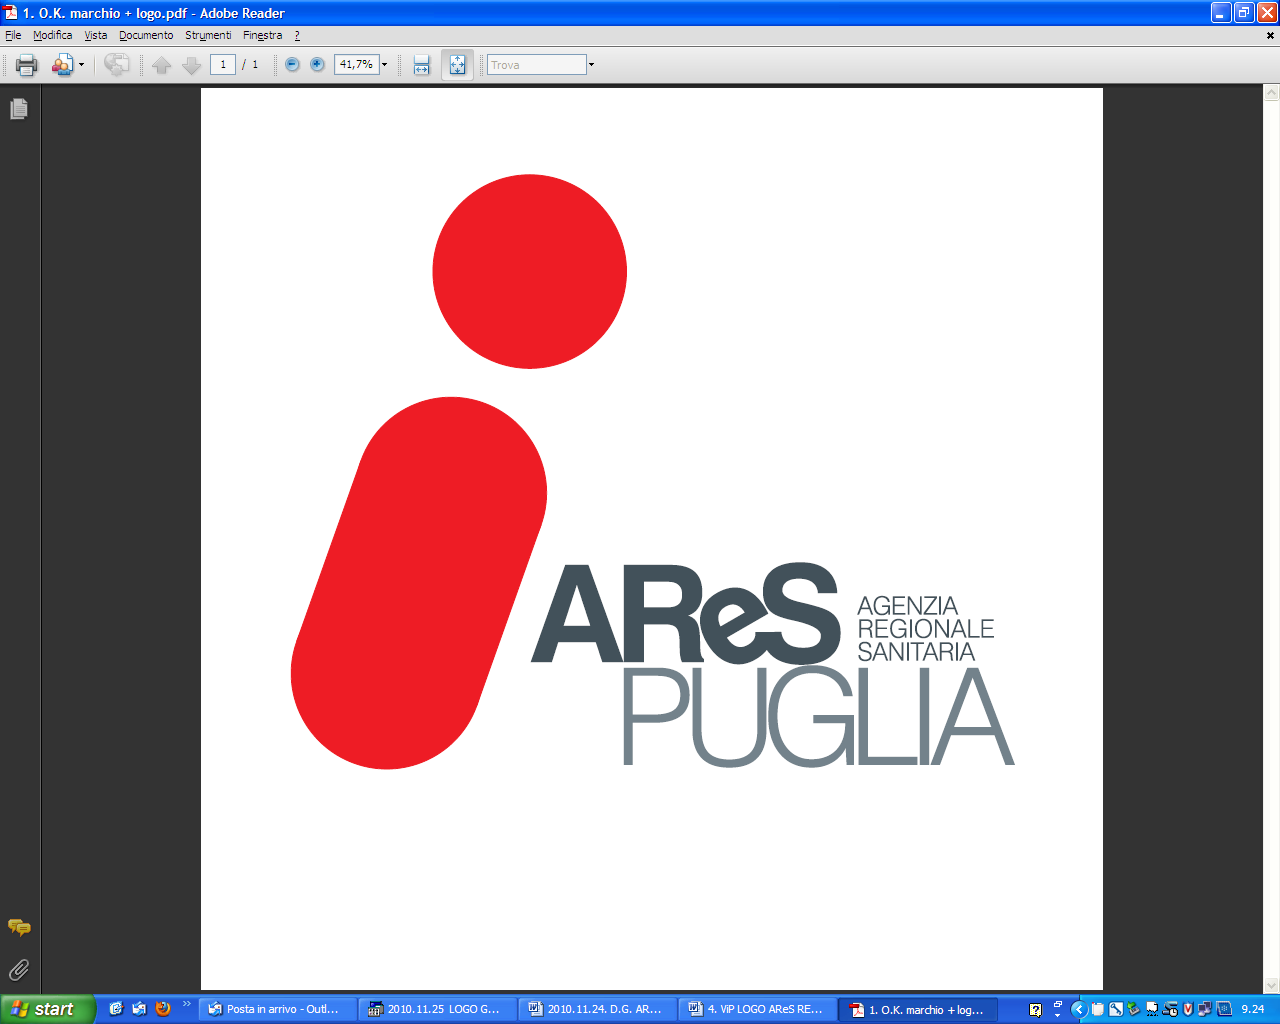 1. O.K. marchio + logo.pdf - Adobe Reader
File Modifica Vista Documento Strumenti Finestra ?
1 / 1 41,7% Trova
AReS
AGENZIA
REGIONALE
SANITARIA
PUGLIA
start Posta in arrivo - Outl... 2010.11.25 LOGO G... 2010.11.24. D.G. AR... 4. ViP LOGO AReS RE... 1. O.K. marchio + log... 9.24